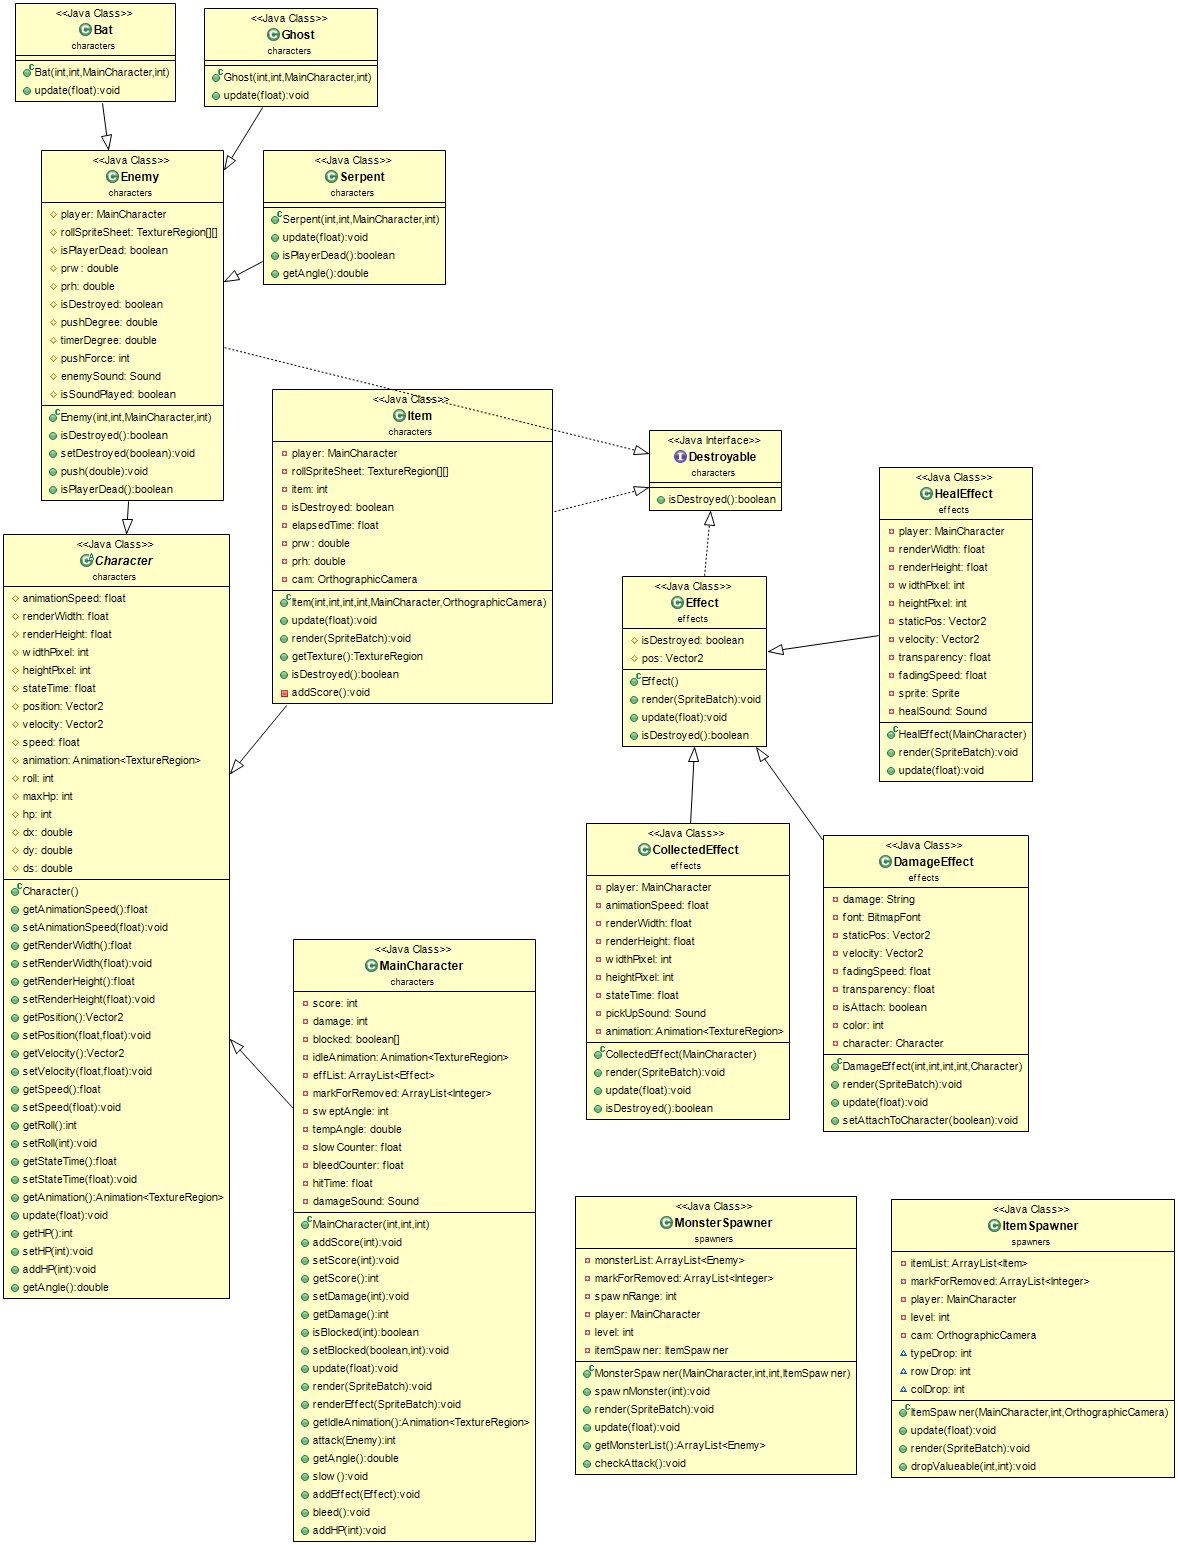 <<Java Class>>
Bat
characters
Bat(int,int,MainCharacter,int)
update(float):void
<<Java Class>>
Ghost
characters
Ghost(int,int,MainCharacter,int)
update(float):void
<<Java Class>>
Enemy
characters
player: MainCharacter
rollSpriteSheet: TextureRegion[][]
isPlayerDead: boolean
prw: double
prh: double
isDestroyed: boolean
pushDegree: double
timerDegree: double
pushForce: int
enemySound: Sound
isSoundPlayed: boolean
Enemy(int,int,MainCharacter,int)
isDestroyed():boolean
setDestroyed(boolean):void
push(double):void
isPlayerDead():boolean
<<Java Class>>
Serpent
characters
Serpent(int,int,MainCharacter,int)
update(float):void
isPlayerDead():boolean
getAngle():double
<<Java Class>>
Item
characters
player: MainCharacter
rollSpriteSheet: TextureRegion[][]
item: int
isDestroyed: boolean
elapsedTime: float
prw: double
prh: double
cam: OrthographicCamera
Item(int,int,int,int,MainCharacter,OrthographicCamera)
update(float):void
render(SpriteBatch):void
getTexture():TextureRegion
isDestroyed():boolean
addScore():void
<<Java Interface>>
Destroyable
characters
isDestroyed():boolean
<<Java Class>>
HealEffect
effects
player: MainCharacter
renderWidth: float
renderHeight: float
widthPixel: int
heightPixel: int
staticPos: Vector2
velocity: Vector2
transparency: float
fadingSpeed: float
sprite: Sprite
healSound: Sound
HealEffect(MainCharacter)
render(SpriteBatch):void
update(float):void
<<Java Class>>
Effect
effects
isDestroyed: boolean
pos: Vector2
Effect()
render(SpriteBatch):void
update(float):void
isDestroyed():boolean
<<Java Class>>
Character
characters
animationSpeed: float
renderWidth: float
renderHeight: float
widthPixel: int
heightPixel: int
stateTime: float
position: Vector2
velocity: Vector2
speed: float
animation: Animation<TextureRegion>
roll: int
maxHp: int
hp: int
dx: double
dy: double
ds: double
Character()
getAnimationSpeed():float
setAnimationSpeed(float):void
getRenderWidth():float
setRenderWidth(float):void
getRenderHeight():float
setRenderHeight(float):void
getPosition():Vector2
setPosition(float,float):void
getVelocity():Vector2
setVelocity(float,float):void
getSpeed():float
setSpeed(float):void
getRoll():int
setRoll(int):void
getStateTime():float
setStateTime(float):void
getAnimation():Animation<TextureRegion>
update(float):void
getHP():int
setHP(int):void
addHP(int):void
getAngle():double
<<Java Class>>
CollectedEffect
effects
player: MainCharacter
animationSpeed: float
renderWidth: float
renderHeight: float
widthPixel: int
heightPixel: int
stateTime: float
pickUpSound: Sound
animation: Animation<TextureRegion>
CollectedEffect(MainCharacter)
render(SpriteBatch):void
update(float):void
isDestroyed():boolean
<<Java Class>>
DamageEffect
effects
damage: String
font: BitmapFont
staticPos: Vector2
velocity: Vector2
fadingSpeed: float
transparency: float
isAttach: boolean
color: int
character: Character
DamageEffect(int,int,int,int,Character)
render(SpriteBatch):void
update(float):void
setAttachToCharacter(boolean):void
<<Java Class>>
MainCharacter
characters
score: int
damage: int
blocked: boolean[]
idleAnimation: Animation<TextureRegion>
effList: ArrayList<Effect>
markForRemoved: ArrayList<Integer>
sweptAngle: int
tempAngle: double
slowCounter: float
bleedCounter: float
hitTime: float
damageSound: Sound
MainCharacter(int,int,int)
addScore(int):void
setScore(int):void
getScore():int
setDamage(int):void
getDamage():int
isBlocked(int):boolean
setBlocked(boolean,int):void
update(float):void
render(SpriteBatch):void
renderEffect(SpriteBatch):void
getIdleAnimation():Animation<TextureRegion>
attack(Enemy):int
getAngle():double
slow():void
addEffect(Effect):void
bleed():void
addHP(int):void
<<Java Class>>
MonsterSpawner
spawners
monsterList: ArrayList<Enemy>
markForRemoved: ArrayList<Integer>
spawnRange: int
player: MainCharacter
level: int
itemSpawner: ItemSpawner
MonsterSpawner(MainCharacter,int,int,ItemSpawner)
spawnMonster(int):void
render(SpriteBatch):void
update(float):void
getMonsterList():ArrayList<Enemy>
checkAttack():void
<<Java Class>>
ItemSpawner
spawners
itemList: ArrayList<Item>
markForRemoved: ArrayList<Integer>
player: MainCharacter
level: int
cam: OrthographicCamera
typeDrop: int
rowDrop: int
colDrop: int
ItemSpawner(MainCharacter,int,OrthographicCamera)
update(float):void
render(SpriteBatch):void
dropValueable(int,int):void